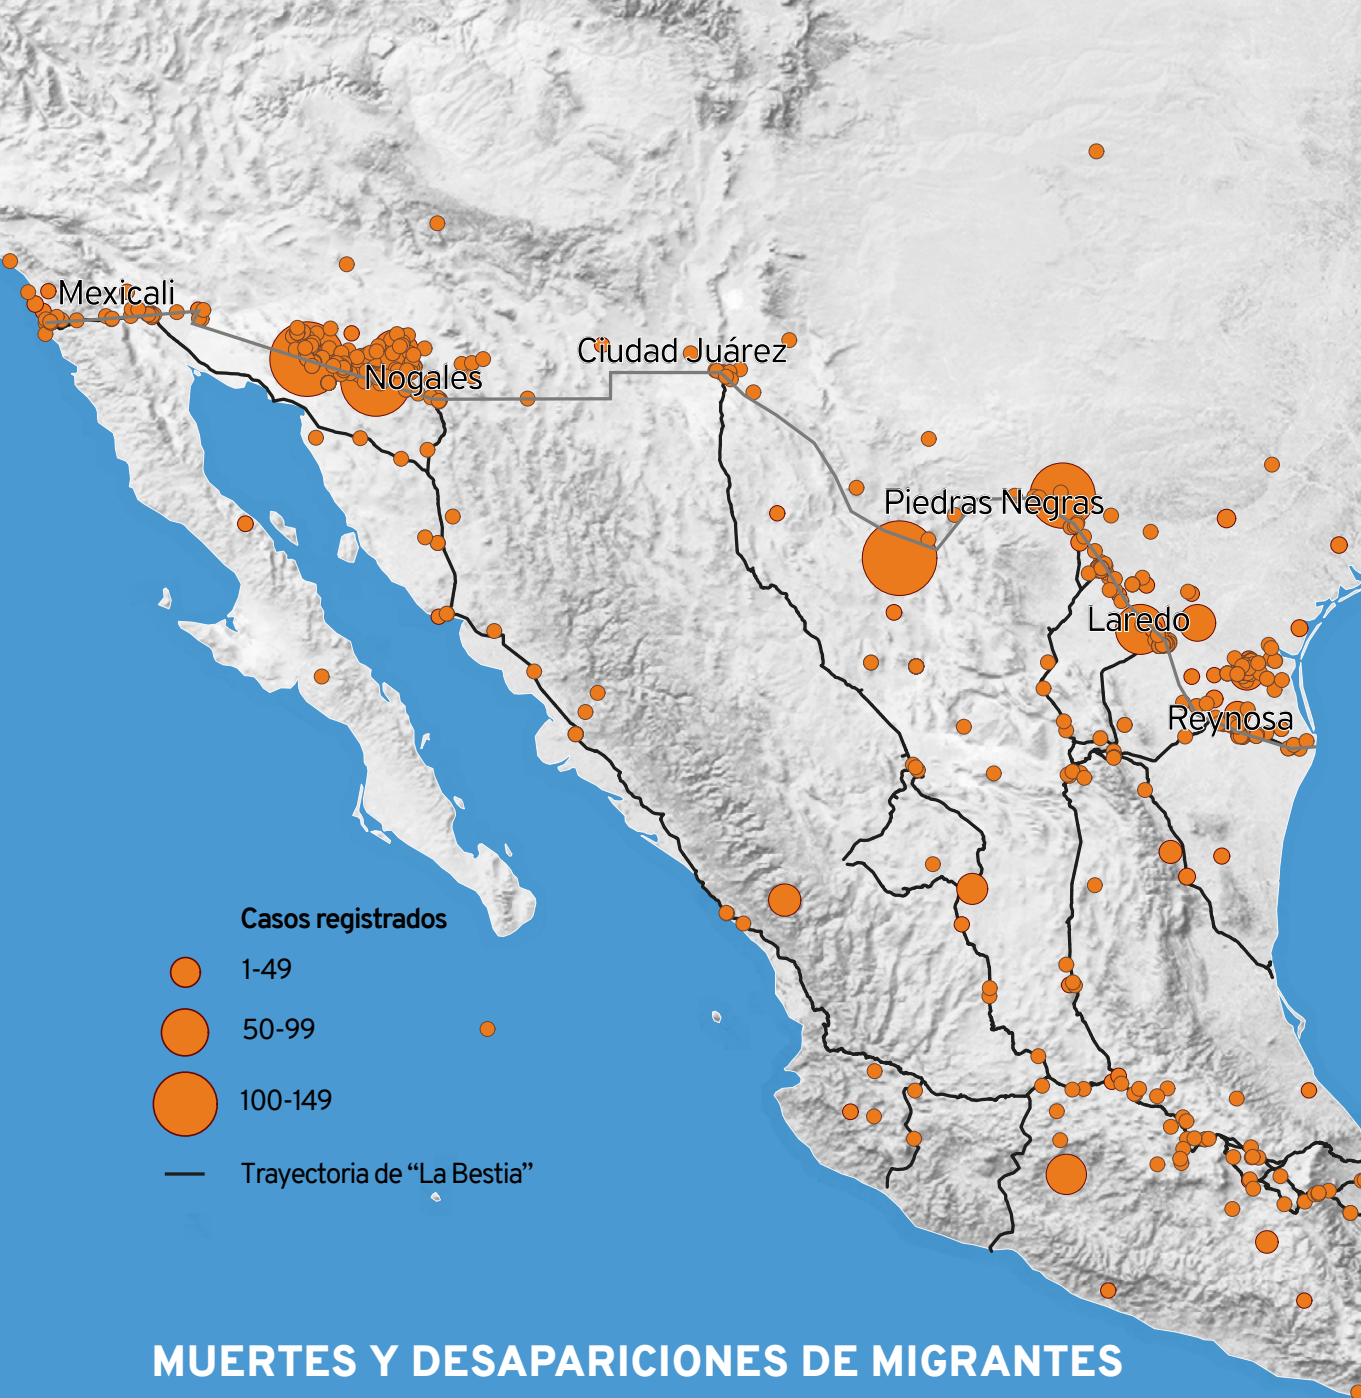 Mexicali
Ciudad Juárez
Nogales
Piedras Negras
Laredo
Reynosa
Casos registrados
1-49
50-99
100-149
Trayectoria de “La Bestia”
MUERTES Y DESAPARICIONES DE MIGRANTES